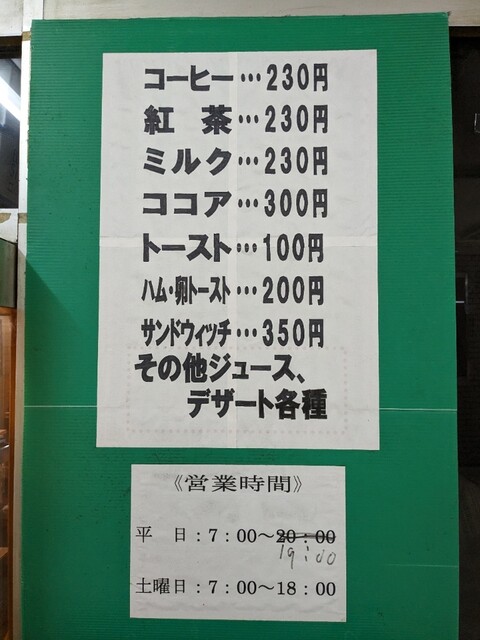 コーヒー…230円
紅 茶…230円
ミルク…230円
ココア…300円
トースト…100円
ハム・卵トースト…200円
サンドウィッチ…350円
その他ジュース、
デザート各種
《営業時間》
平 日：7：00～20：00
19：00
土曜日：7：00～18：00